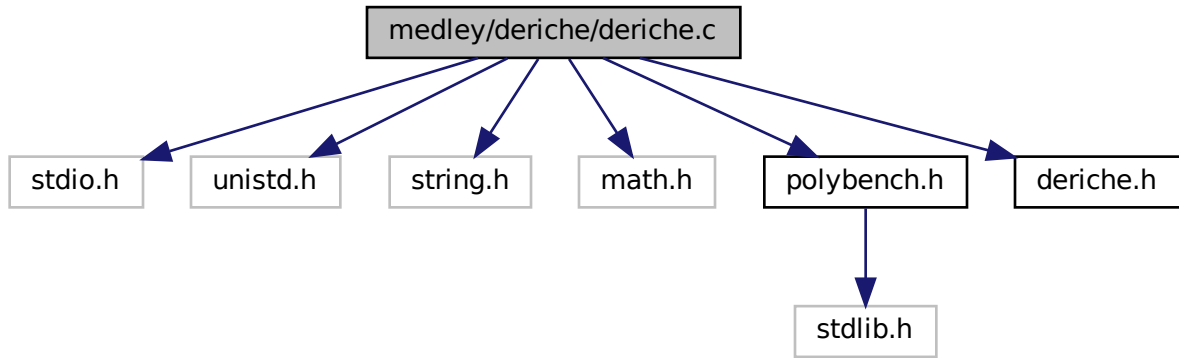 medley/deriche/deriche.c
stdio.h
unistd.h
string.h
math.h
polybench.h
deriche.h
stdlib.h